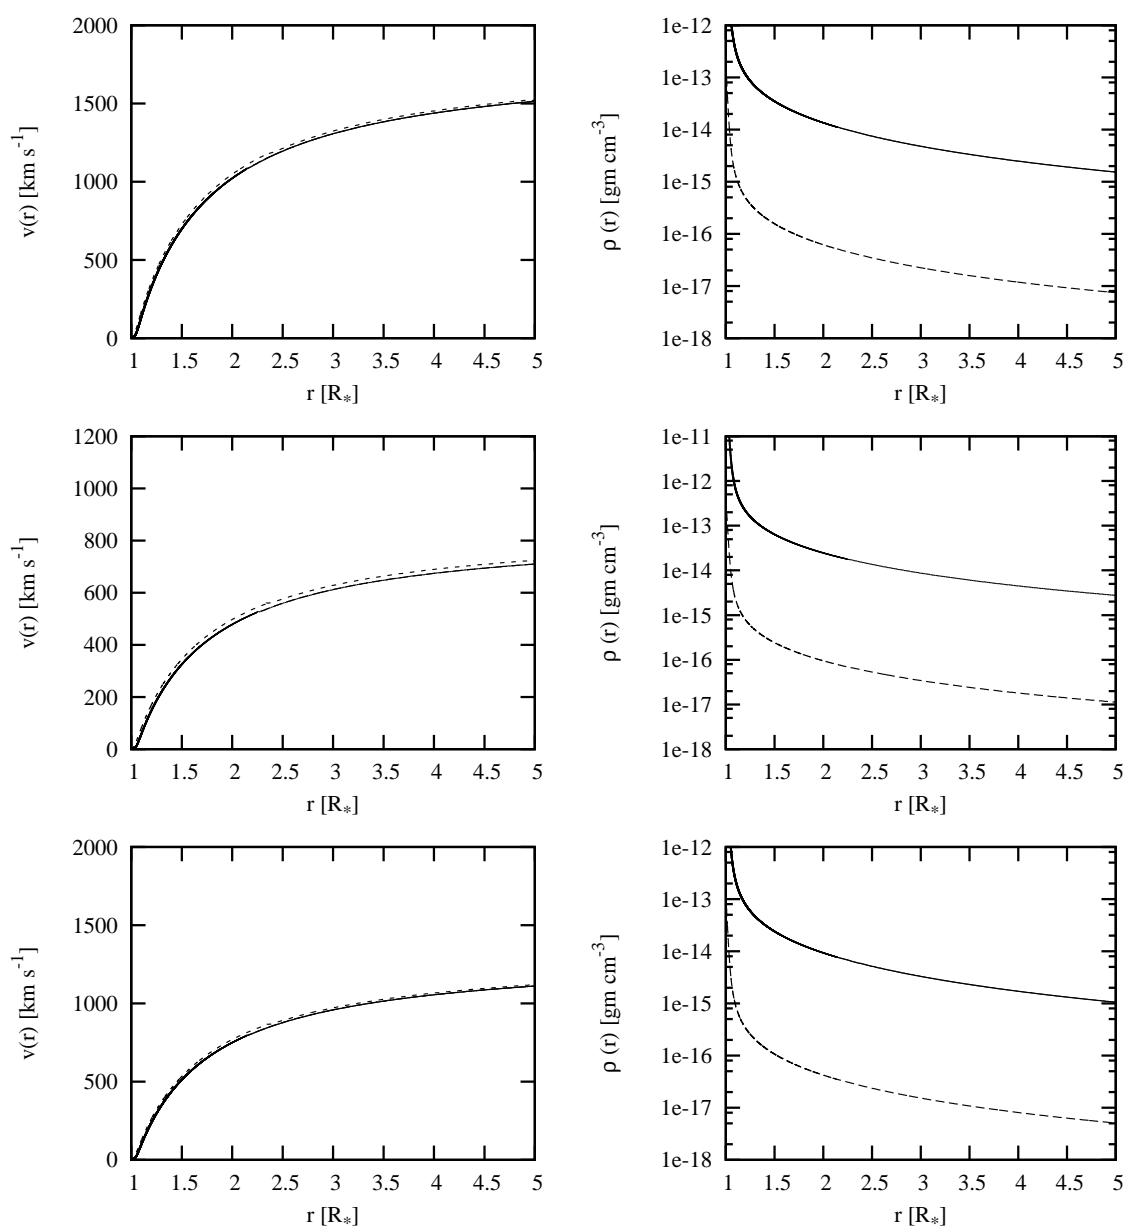 2000
1500
1000
500
0
v(r) [km s⁻¹]
1 1.5 2 2.5 3 3.5 4 4.5 5
r [R*]
1e-12
1e-13
1e-14
1e-15
1e-16
1e-17
1e-18
ρ (r) [gm cm⁻³]
1 1.5 2 2.5 3 3.5 4 4.5 5
r [R*]
1200
1000
800
600
400
200
0
v(r) [km s⁻¹]
1 1.5 2 2.5 3 3.5 4 4.5 5
r [R*]
1e-11
1e-12
1e-13
1e-14
1e-15
1e-16
1e-17
1e-18
ρ (r) [gm cm⁻³]
1 1.5 2 2.5 3 3.5 4 4.5 5
r [R*]
2000
1500
1000
500
0
v(r) [km s⁻¹]
1 1.5 2 2.5 3 3.5 4 4.5 5
r [R*]
1e-12
1e-13
1e-14
1e-15
1e-16
1e-17
1e-18
ρ (r) [gm cm⁻³]
1 1.5 2 2.5 3 3.5 4 4.5 5
r [R*]